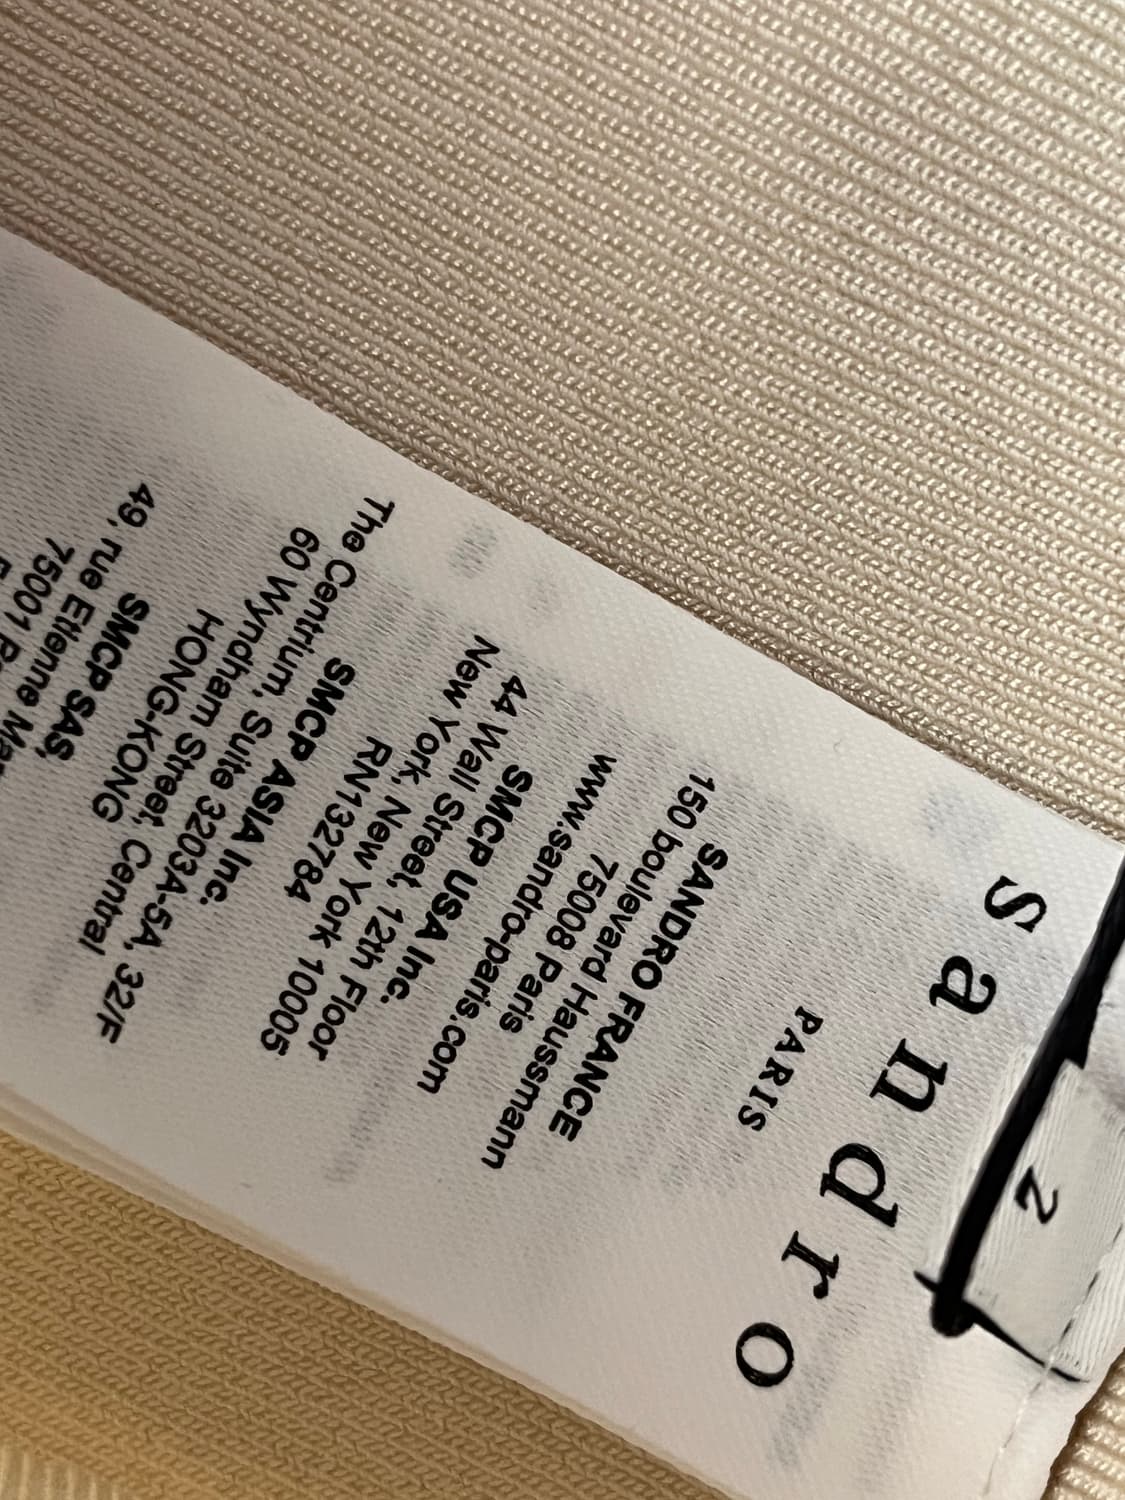 2
sandro
PARIS
SANDRO FRANCE
150 boulevard Haussmann
75008 Paris
www.sandro-paris.com
SMCP USA Inc.
44 Wall Street, 12th Floor
New York, New York 10005
RN132784
SMCP ASIA Inc.
The Centrium, Suite 3203A-5A, 32/F
60 Wyndham Street, Central
HONG-KONG
SMCP SAS,
49, rue Etienne
75001